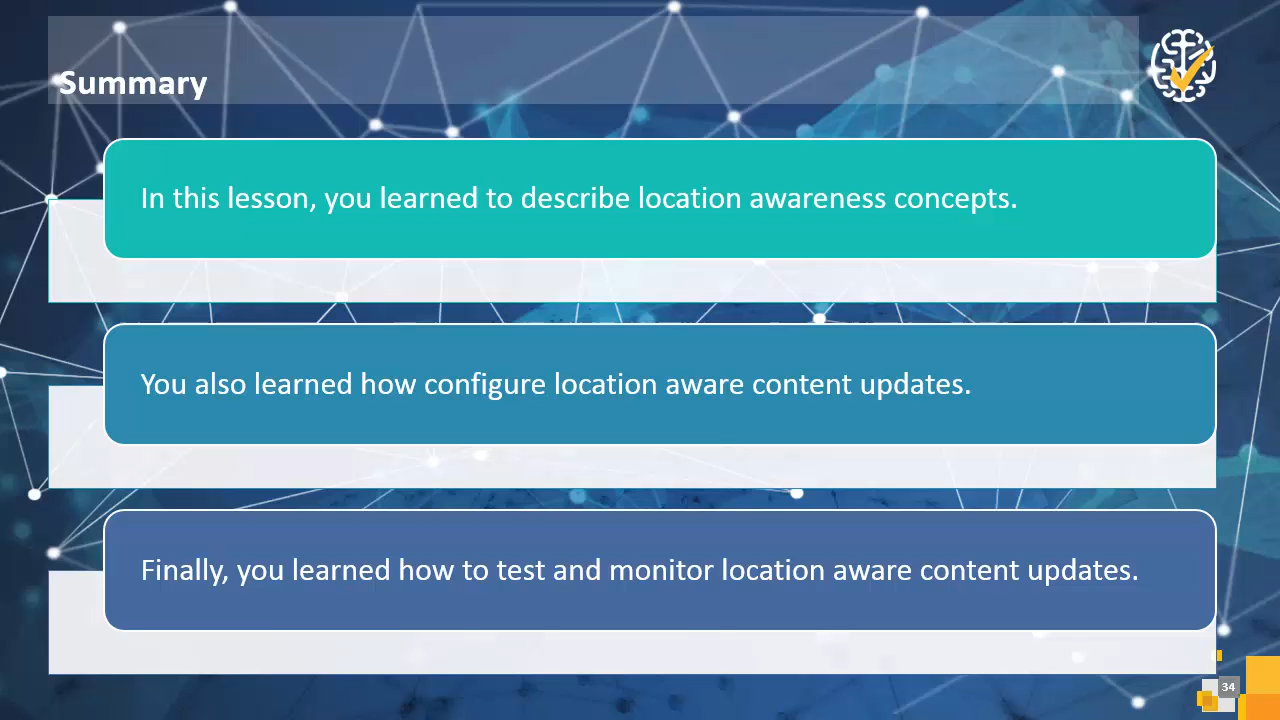 Summary
In this lesson, you learned to describe location awareness concepts.
You also learned how configure location aware content updates.
Finally, you learned how to test and monitor location aware content updates.
34